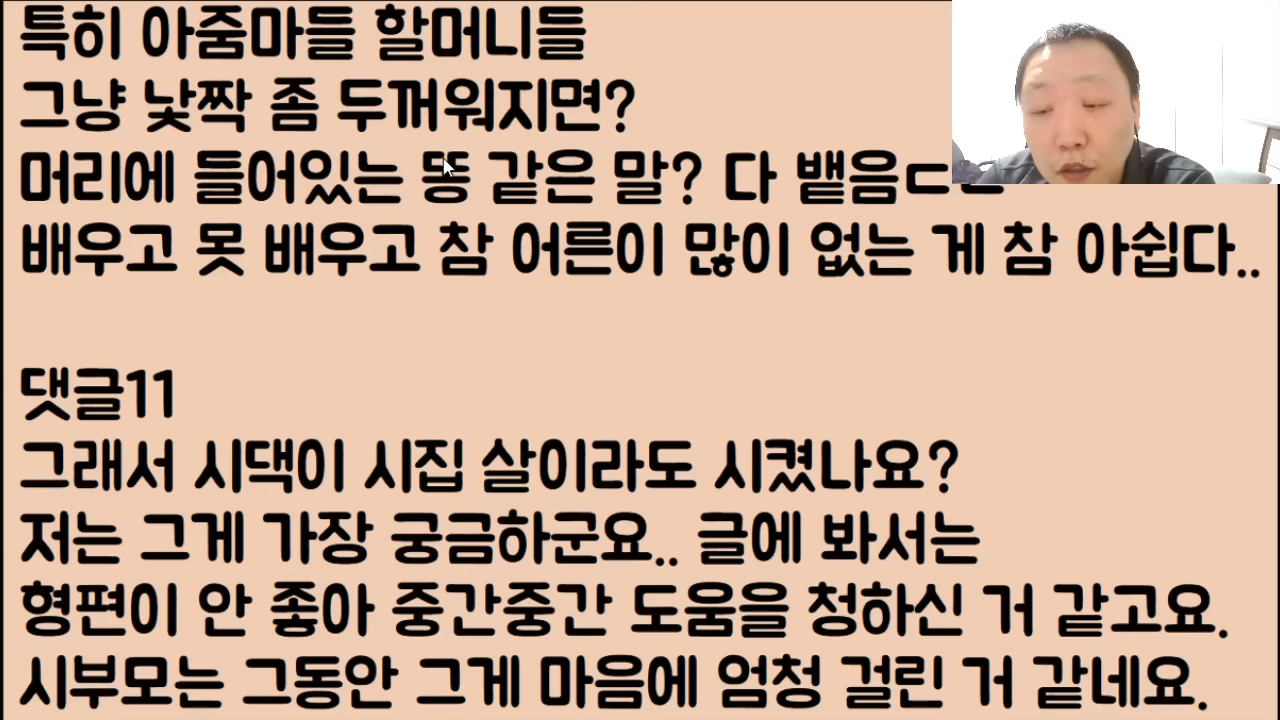 특히 아줌마들 할머니들
그냥 낯짝 좀 두꺼워지면?
머리에 들어있는 똥 같은 말? 다 뱉음ㄷㄷ
배우고 못 배우고 참 어른이 많이 없는 게 참 아쉽다..
댓글11
그래서 시댁이 시집 살이라도 시켰나요?
저는 그게 가장 궁금하군요.. 글에 봐서는
형편이 안 좋아 중간중간 도움을 청하신 거 같고요.
시부모는 그동안 그게 마음에 엄청 걸린 거 같네요.